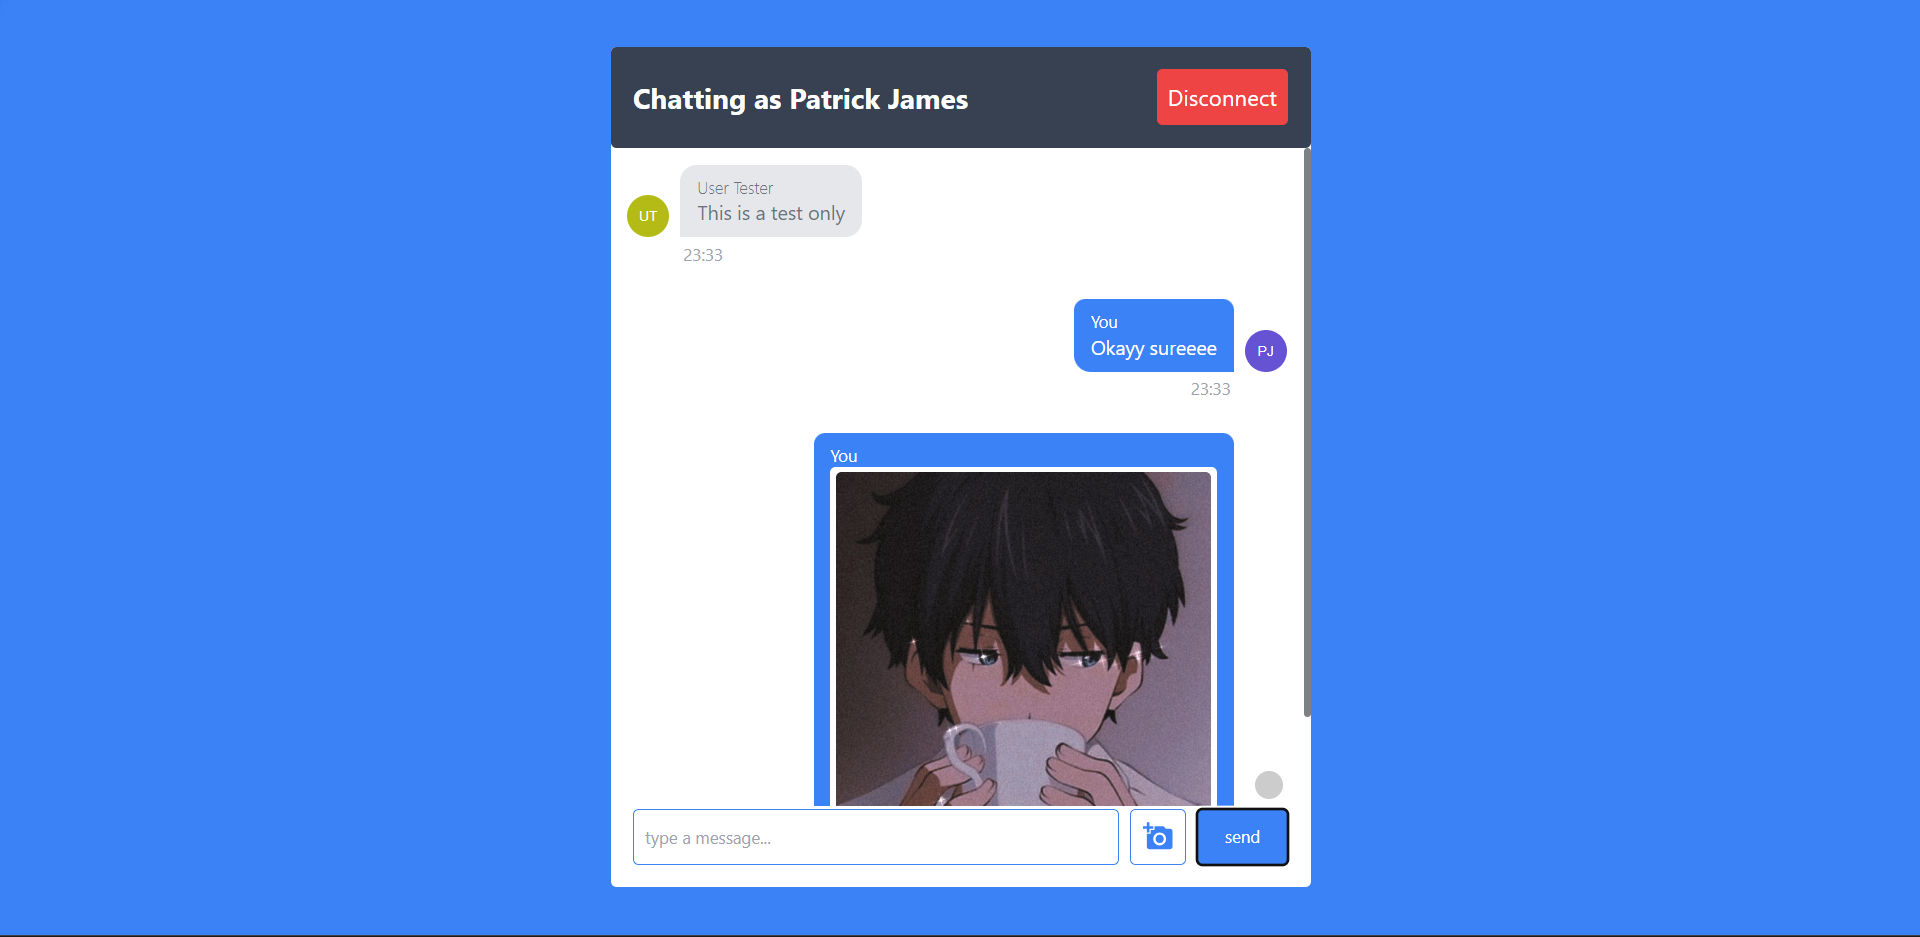 Chatting as Patrick James
Disconnect
User Tester
UT
This is a test only
23:33
You
Okayy sureeee
PJ
23:33
You
type a message...
send